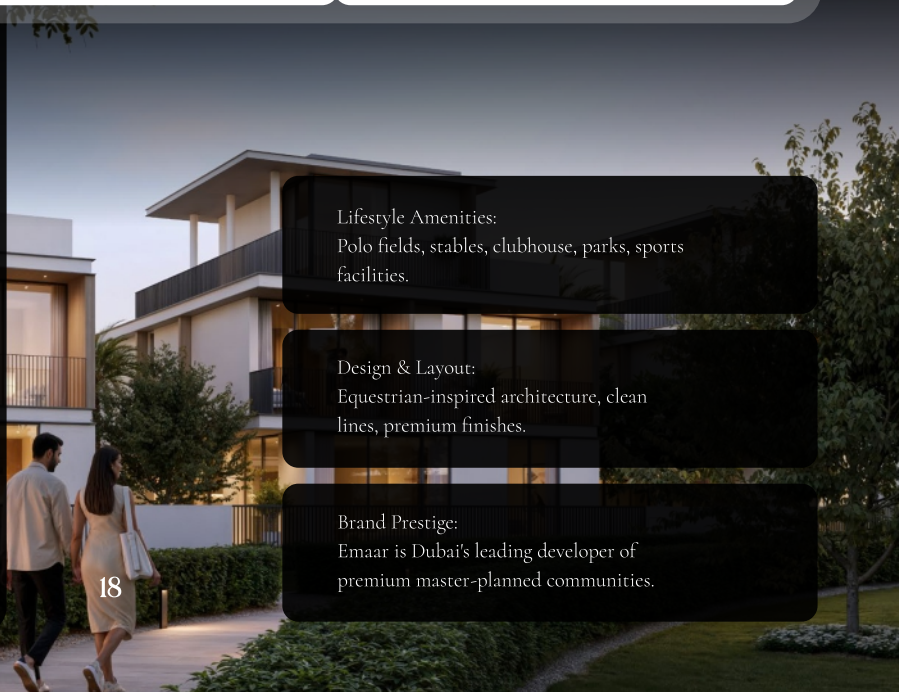 Lifestyle Amenities:
Polo fields, stables, clubhouse, parks, sports
facilities.
Design & Layout:
Equestrian-inspired architecture, clean
lines, premium finishes.
Brand Prestige:
Emaar is Dubai's leading developer of
premium master-planned communities.
18